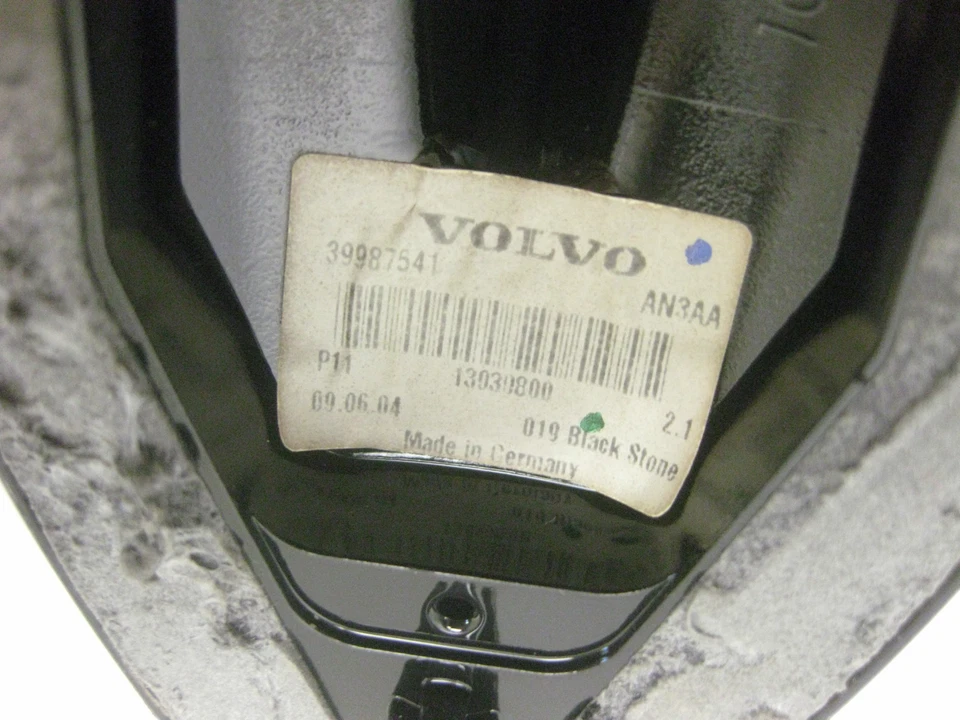 VOLVO
39987541
AN3AA
P11
13039800
09.06.04
2.1
019 Black Stone
Made in Germany